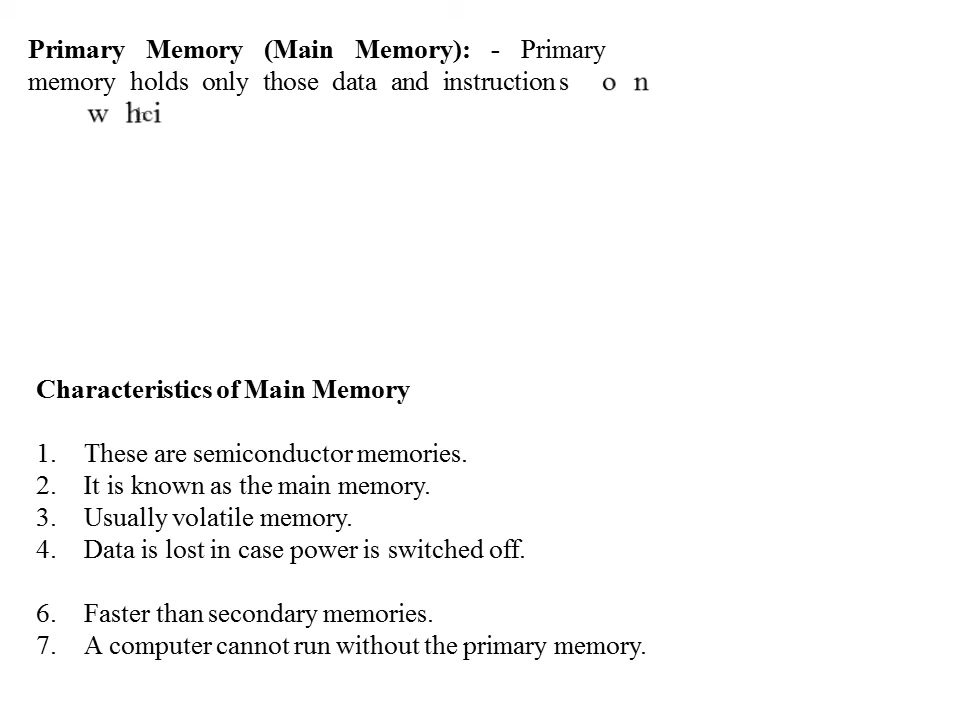 Primary Memory (Main Memory): - Primary
memory holds only those data and instructions o n
w
Characteristics of Main Memory
1. These are semiconductor memories.
2. It is known as the main memory.
3. Usually volatile memory.
4. Data is lost in case power is switched off.
6. Faster than secondary memories.
7. A computer cannot run without the primary memory.